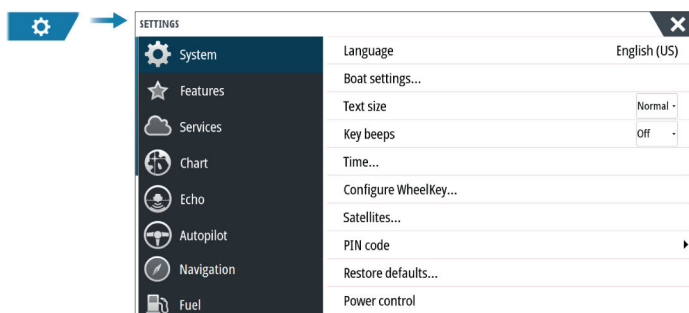 SETTINGS
System
Features
Services
Chart
Echo
Autopilot
Navigation
Fuel
Language English (US)
Boat settings...
Text size Normal
Key beeps Off
Time...
Configure WheelKey...
Satellites...
PIN code
Restore defaults...
Power control